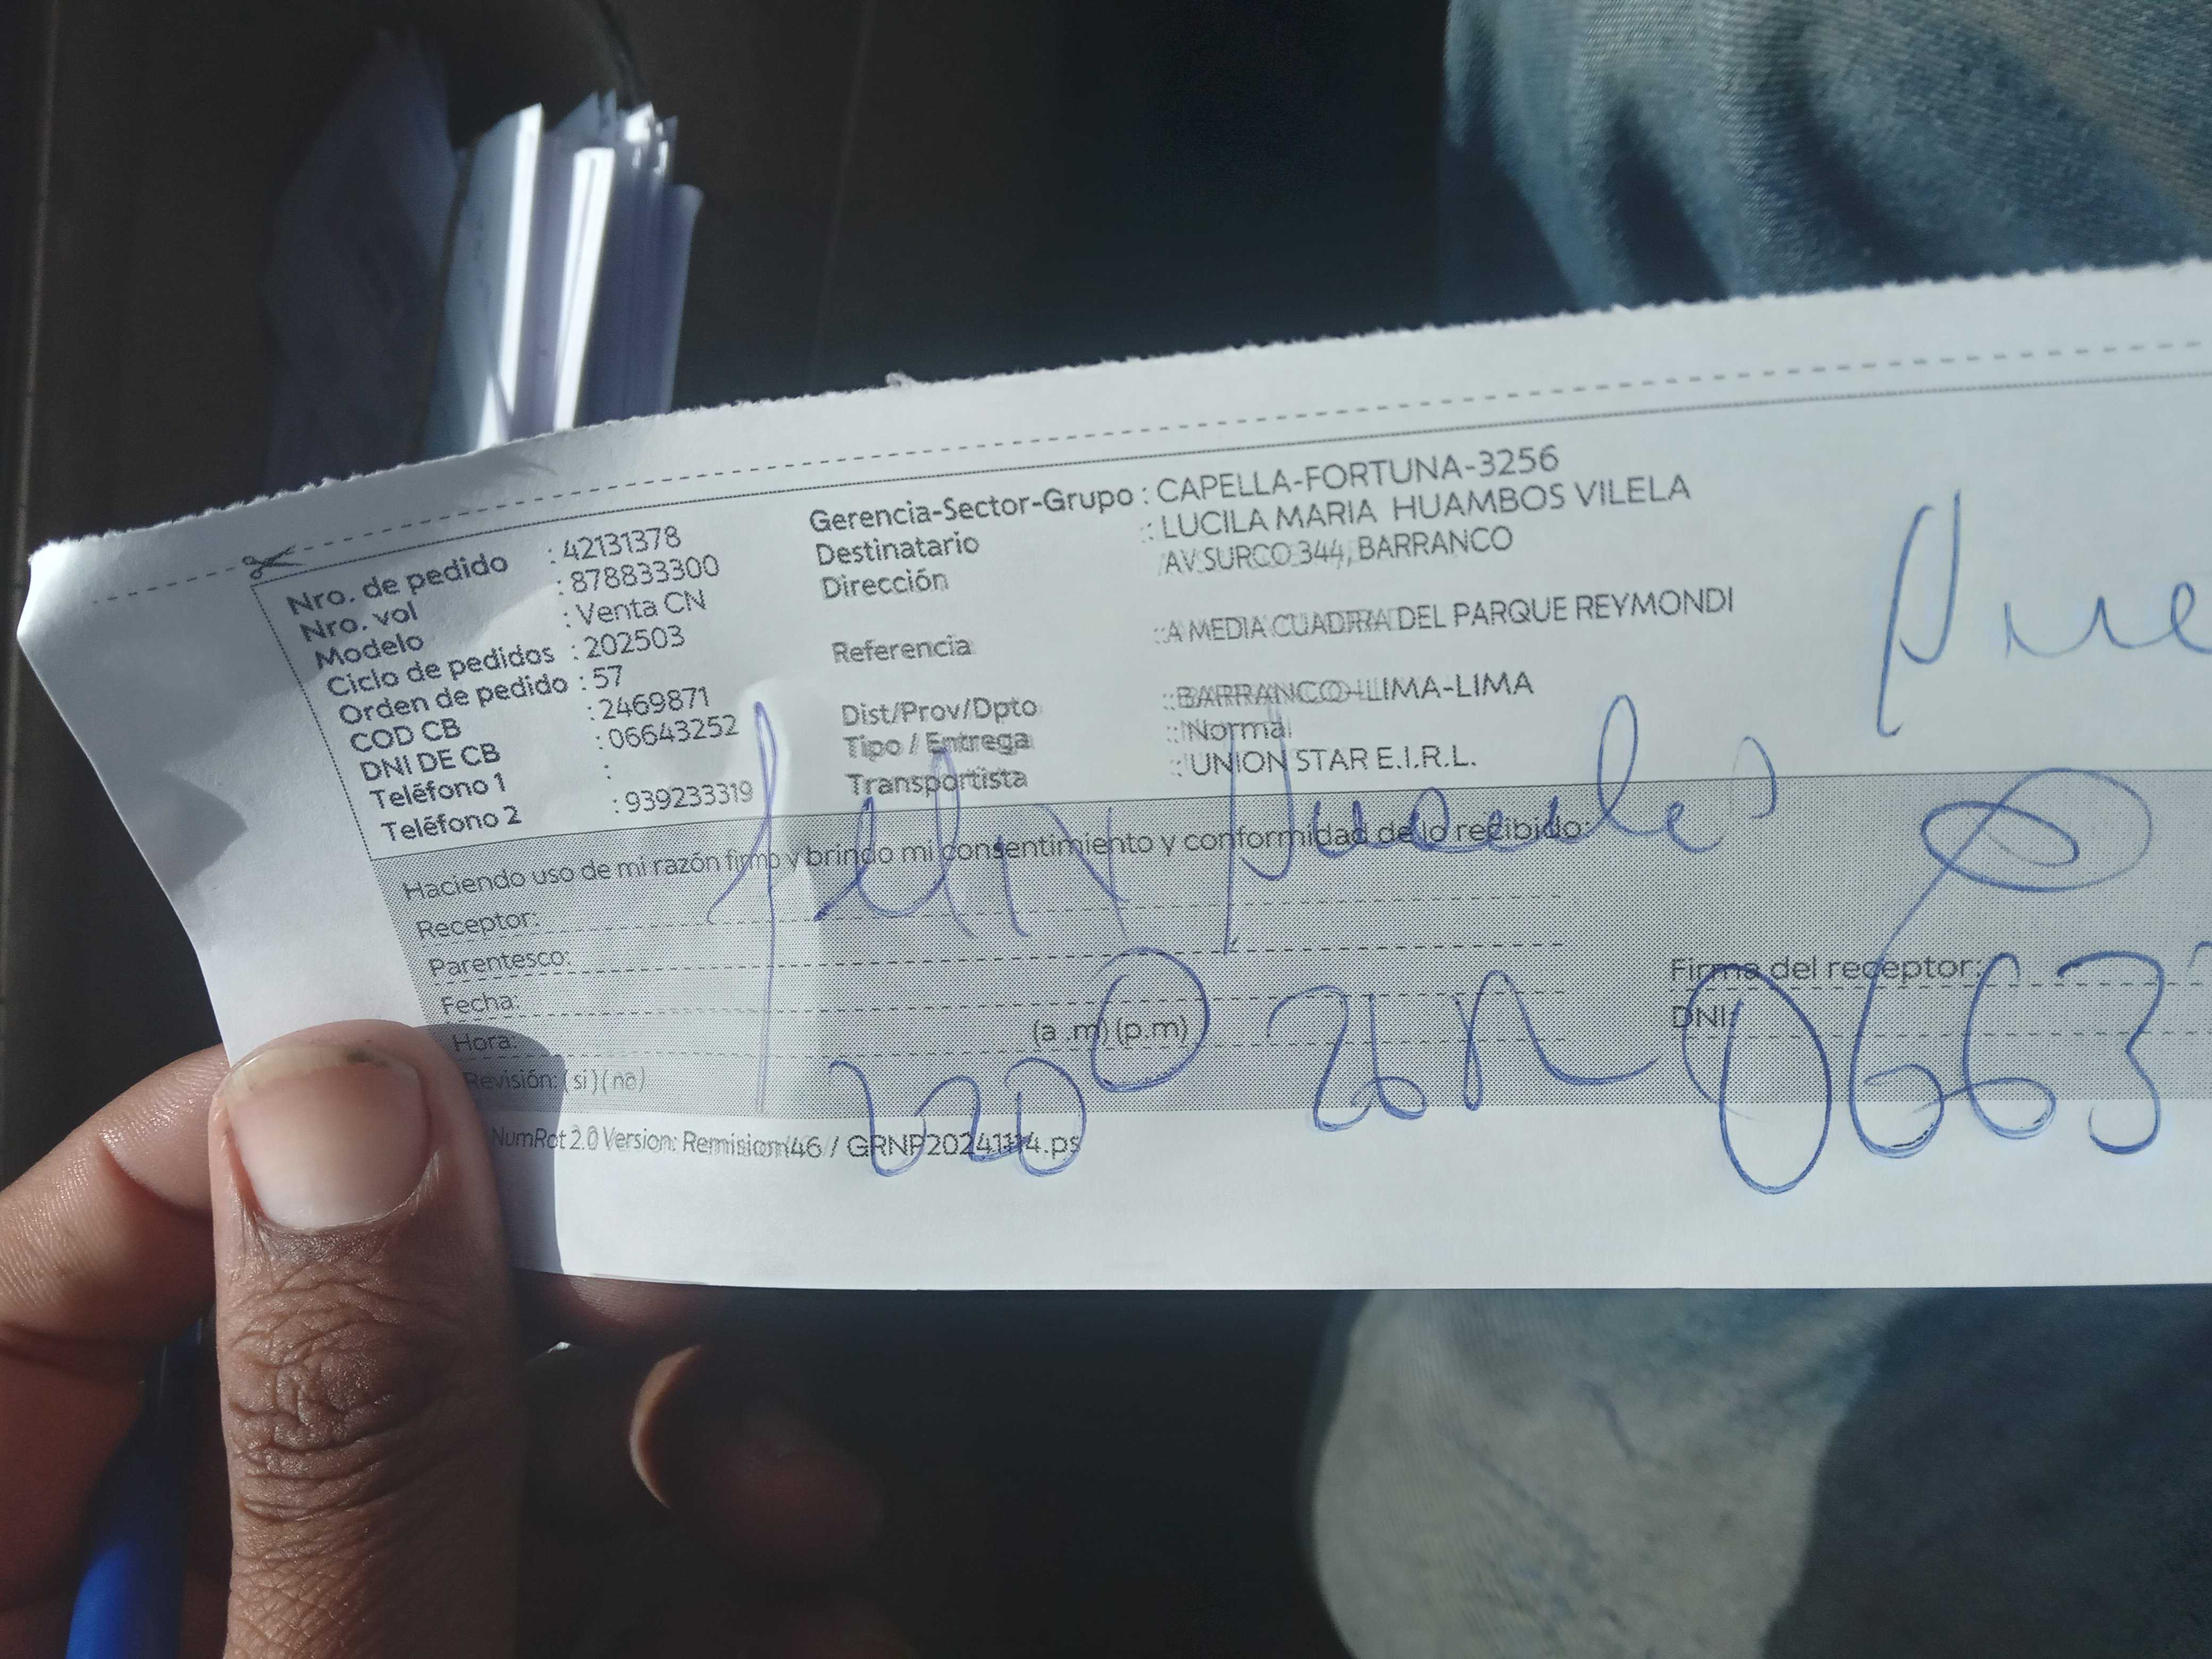 Nro. de pedido : 42131378
Nro. vol : 878833300
Modelo : Venta CN
Ciclo de pedidos : 202503
Orden de pedido : 57
COD CB : 2469871
DNI DE CB : 06643252
Teléfono 1 :
Teléfono 2 : 939233319
Gerencia-Sector-Grupo : CAPELLA-FORTUNA-3256
Destinatario : LUCILA MARIA HUAMBOS VILELA
Dirección AV SURCO 344, BARRANCO
Referencia : A MEDIA CUADRA DEL PARQUE REYMONDI
Dist/Prov/Dpto : BARRANCO-LIMA-LIMA
Tipo / Entrega : Normal
Transportista : UNION STAR E.I.R.L.
Haciendo uso de mi razón firmo y brindo mi consentimiento y conformidad de lo recibido:
Receptor: felix
Parentesco:
Fecha:
Hora: (a .m) (p.m)
Revisión: (si) (no)
Firma del receptor:
DNI: 0663
NumRot 2.0 Version: Remision46 / GRNP20241114.ps